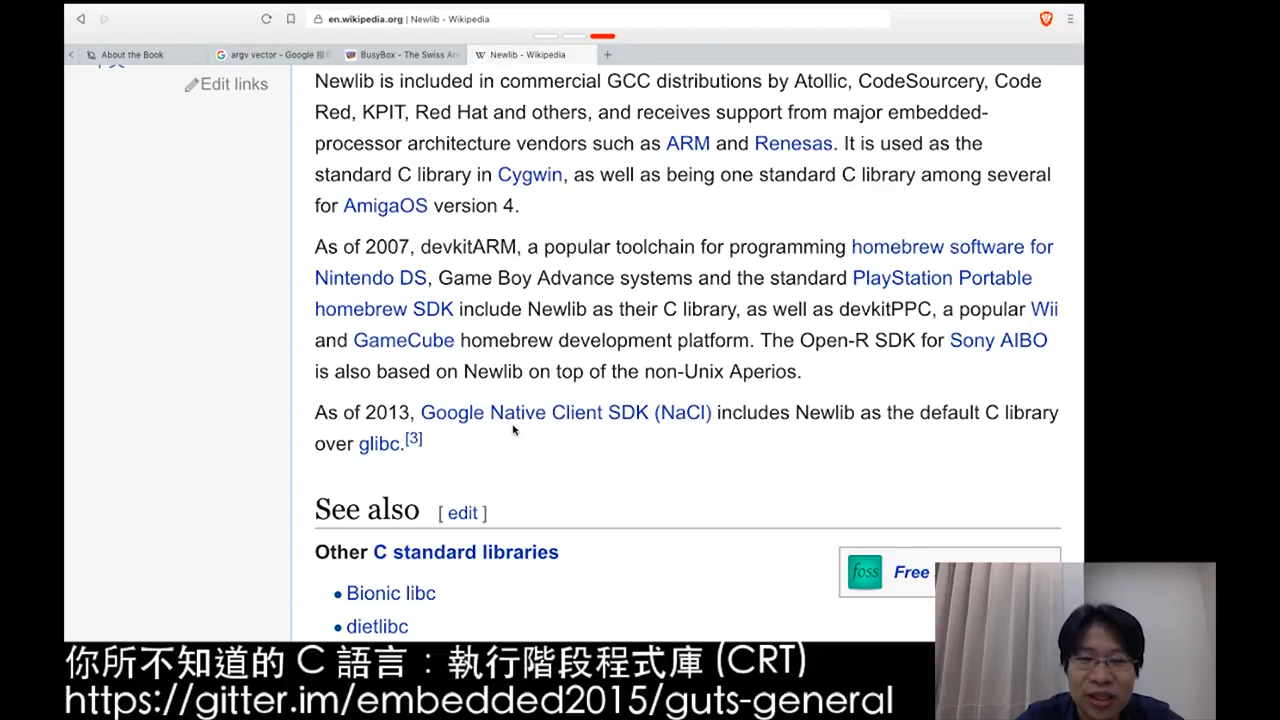 en.wikipedia.org | Newlib - Wikipedia
About the Book
argv vector - Google
BusyBox - The Swiss
Newlib - Wikipedia
Edit links
Newlib is included in commercial GCC distributions by Atollic, CodeSourcery, Code
Red, KPIT, Red Hat and others, and receives support from major embedded-
processor architecture vendors such as ARM and Renesas. It is used as the
standard C library in Cygwin, as well as being one standard C library among several
for AmigaOS version 4.
As of 2007, devkitARM, a popular toolchain for programming homebrew software for
Nintendo DS, Game Boy Advance systems and the standard PlayStation Portable
homebrew SDK include Newlib as their C library, as well as devkitPPC, a popular Wii
and GameCube homebrew development platform. The Open-R SDK for Sony AIBO
is also based on Newlib on top of the non-Unix Aperios.
As of 2013, Google Native Client SDK (NaCl) includes Newlib as the default C library
over glibc.[3]
See also [ edit ]
Other C standard libraries
foss Free
• Bionic libc
• dietlibc
你所不知道的 C 語言：執行階段程式庫 (CRT)
https://gitter.im/embedded2015/guts-general